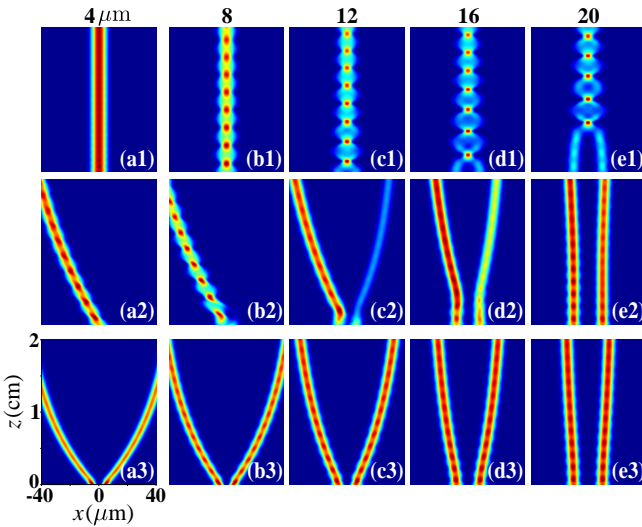 4 μm 8 12 16 20
(a1) (b1) (c1) (d1) (e1)
(a2) (b2) (c2) (d2) (e2)
2
1
0
z(cm)
(a3) (b3) (c3) (d3) (e3)
-40 0 40
x(μm)